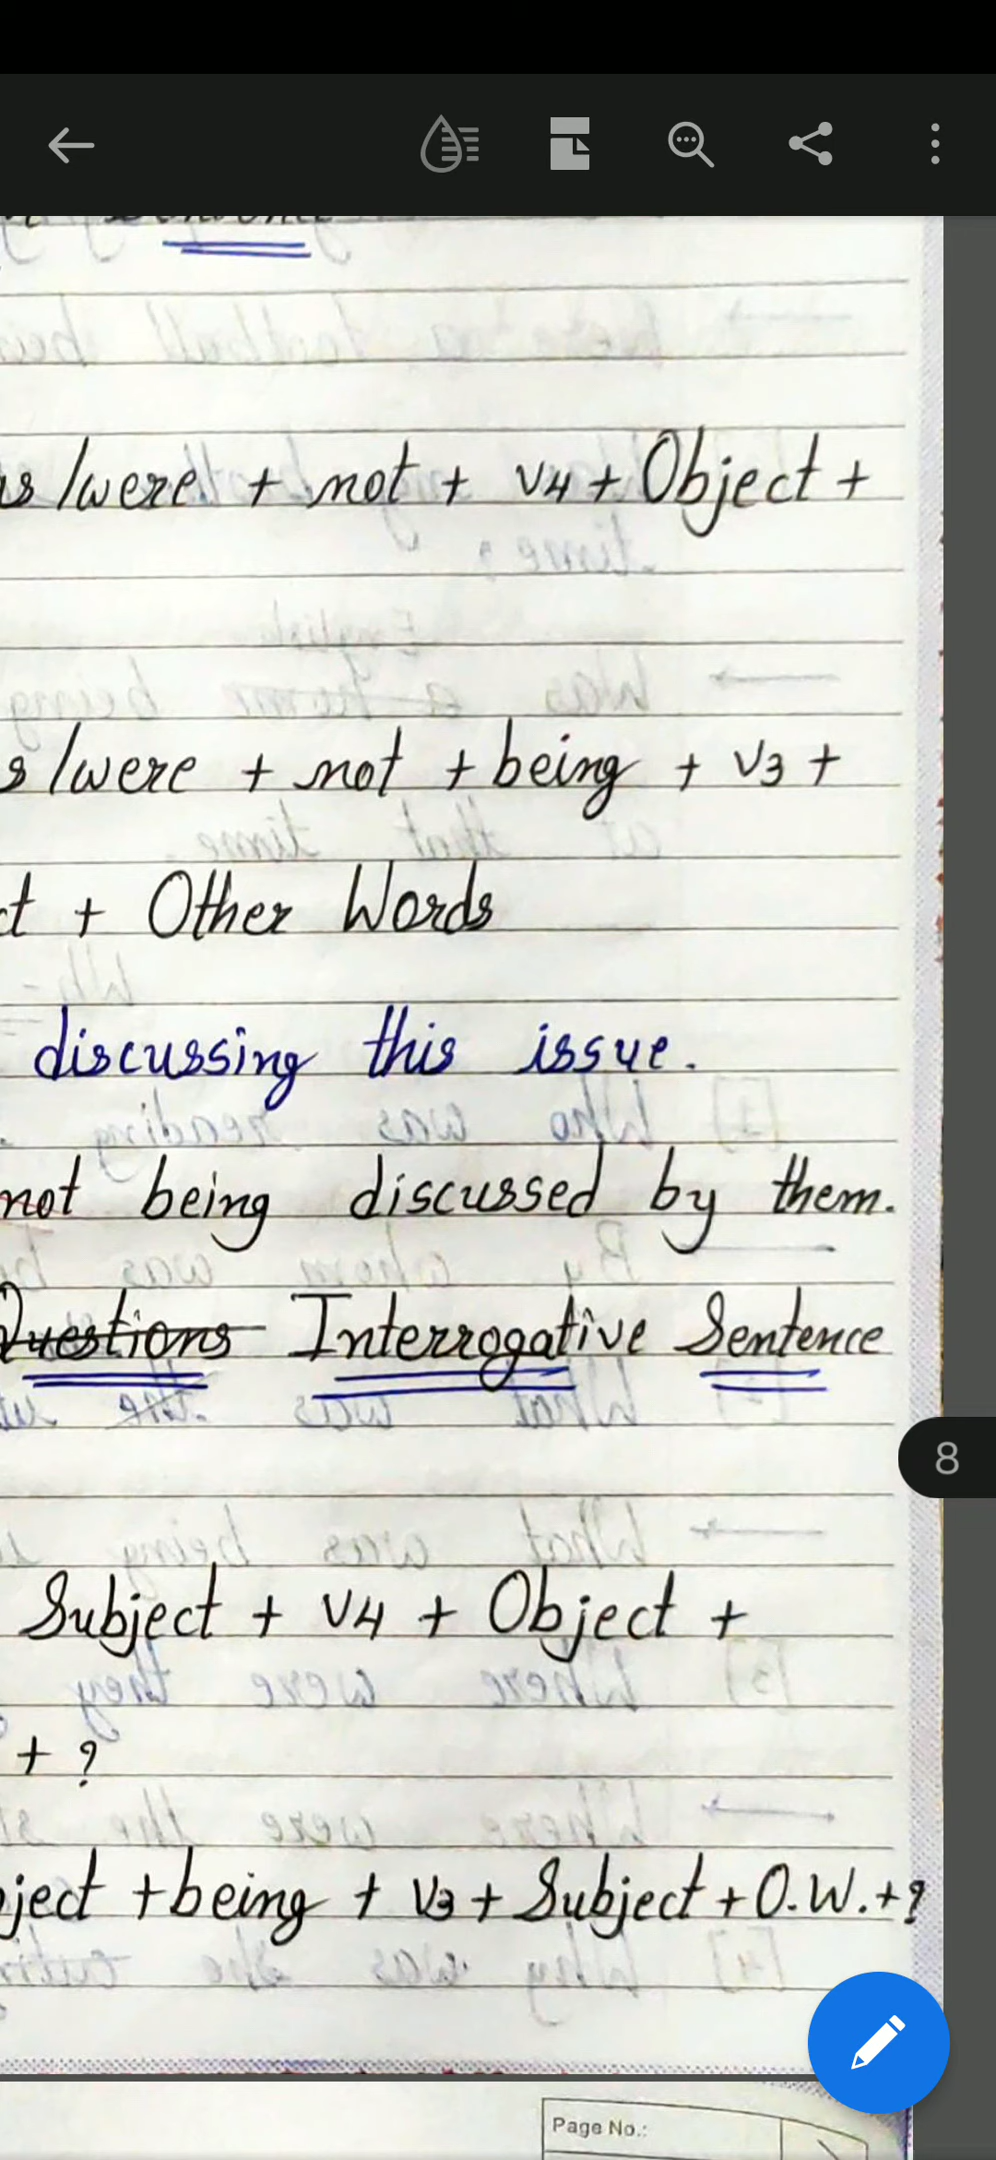 /were + not + v4 + Object +
/were + not + being + v3 +
+ Other Words
discussing this issue.
not being discussed by them.
Questions Interrogative Sentence
8
Subject + v4 + Object +
+ ?
+ being + v3 + Subject + O.W. + ?
Page No.: